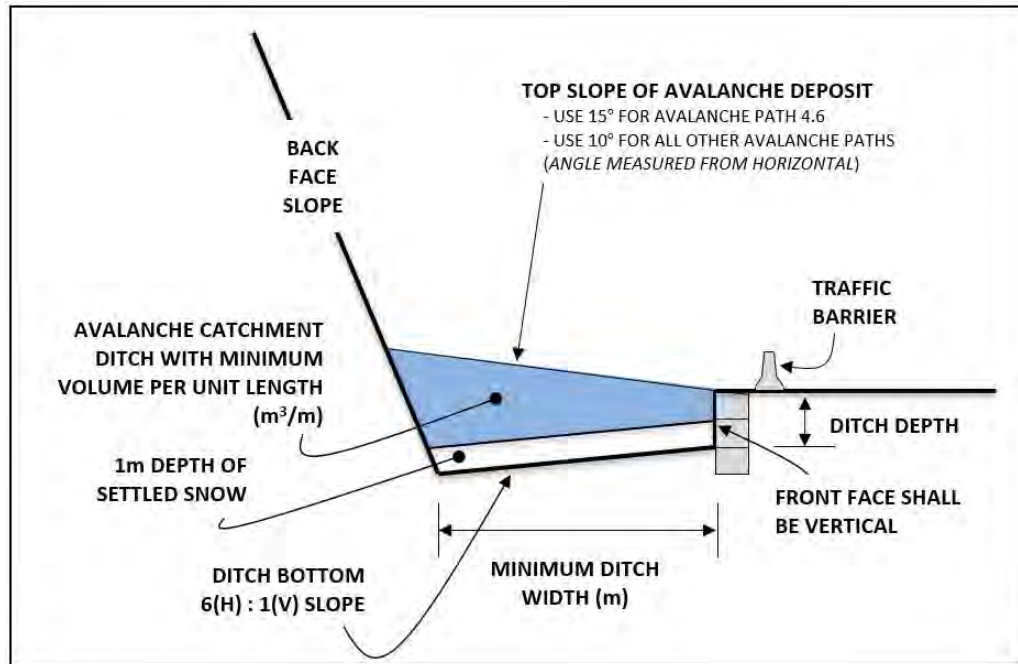 TOP SLOPE OF AVALANCHE DEPOSIT
- USE 15° FOR AVALANCHE PATH 4.6
- USE 10° FOR ALL OTHER AVALANCHE PATHS
(ANGLE MEASURED FROM HORIZONTAL)
BACK
FACE
SLOPE
TRAFFIC
BARRIER
AVALANCHE CATCHMENT
DITCH WITH MINIMUM
VOLUME PER UNIT LENGTH
(m³/m)
DITCH DEPTH
1m DEPTH OF
SETTLED SNOW
FRONT FACE SHALL
BE VERTICAL
DITCH BOTTOM
6(H) : 1(V) SLOPE
MINIMUM DITCH
WIDTH (m)